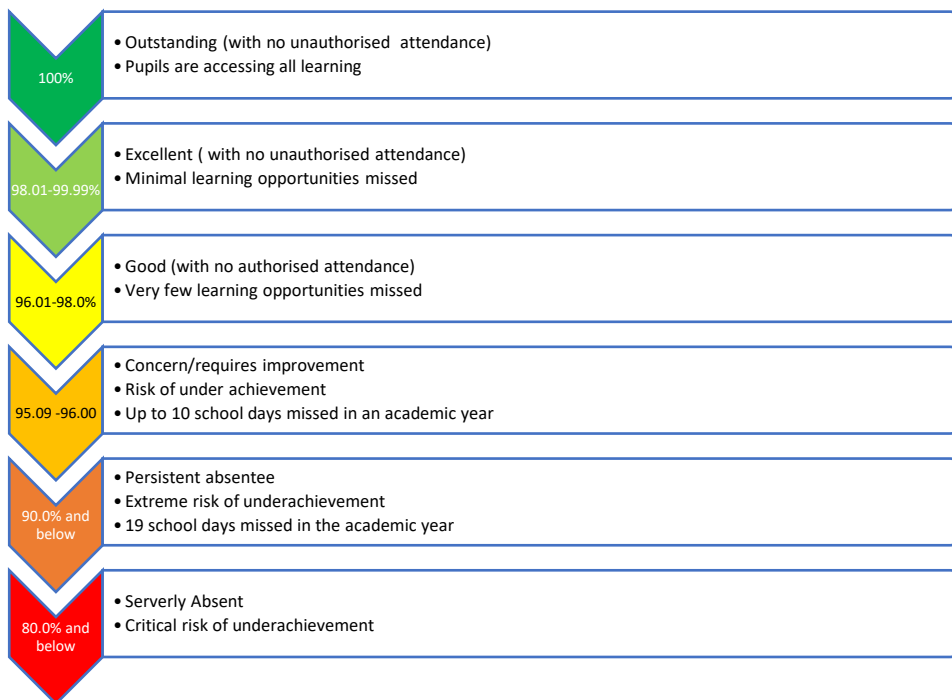 100%
• Outstanding (with no unauthorised attendance)
• Pupils are accessing all learning
98.01-99.99%
• Excellent ( with no unauthorised attendance)
• Minimal learning opportunities missed
96.01-98.0%
• Good (with no authorised attendance)
• Very few learning opportunities missed
95.09 -96.00
• Concern/requires improvement
• Risk of under achievement
• Up to 10 school days missed in an academic year
90.0% and
below
• Persistent absentee
• Extreme risk of underachievement
• 19 school days missed in the academic year
80.0% and
below
• Serverly Absent
• Critical risk of underachievement